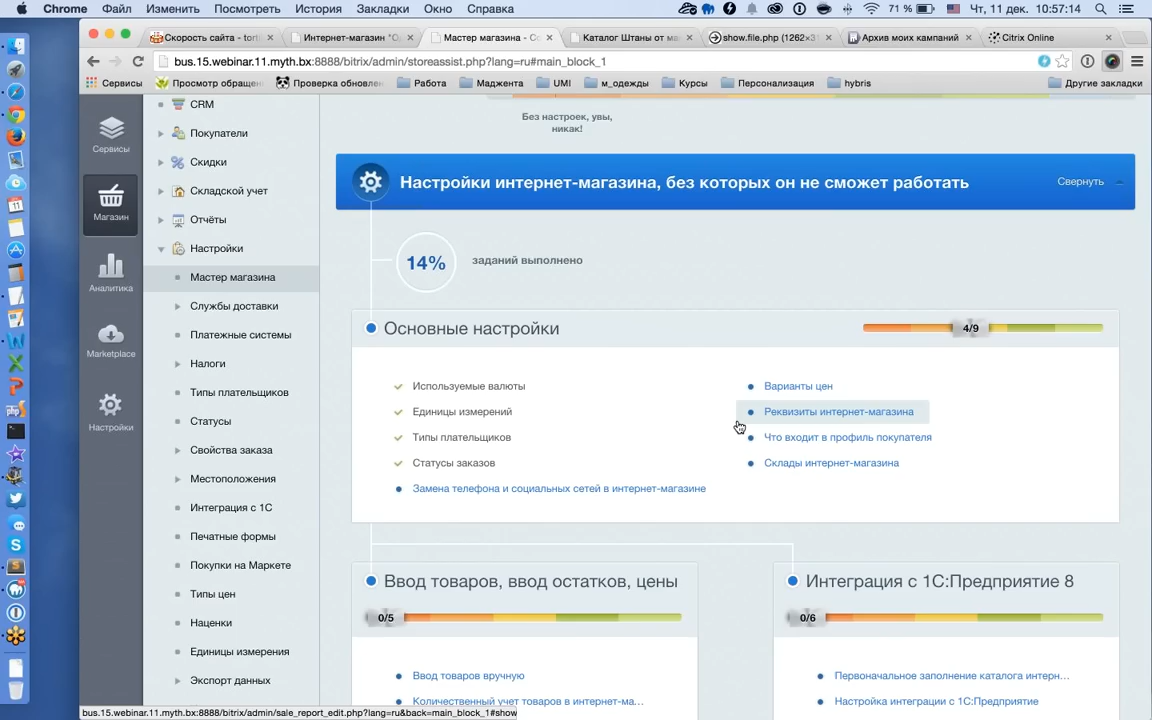 Chrome Файл Изменить Посмотреть История Закладки Окно Справка 71 % Чт, 11 дек. 10:57:14
Скорость сайта - torti
Интернет-магазин "О
Мастер магазина - Со
Каталог Штаны от ма
show.file.php (1262×3
Архив моих кампаний
Citrix Online
bus.15.webinar.11.myth.bx:8888/bitrix/admin/storeassist.php?lang=ru#main_block_1
Сервисы Просмотр обращен Проверка обновлен Работа Маджента UMI м_одежды Курсы Персонализация hybris Другие закладки
Сервисы
Магазин
Аналитика
Marketplace
Настройки
CRM
Покупатели
Скидки
Складской учет
Отчёты
Настройки
Мастер магазина
Службы доставки
Платежные системы
Налоги
Типы плательщиков
Статусы
Свойства заказа
Местоположения
Интеграция с 1С
Печатные формы
Покупки на Маркете
Типы цен
Наценки
Единицы измерения
Экспорт данных
Без настроек, увы,
никак!
Настройки интернет-магазина, без которых он не сможет работать
Свернуть
14% заданий выполнено
Основные настройки
4/9
Используемые валюты
Единицы измерений
Типы плательщиков
Статусы заказов
Замена телефона и социальных сетей в интернет-магазине
Варианты цен
Реквизиты интернет-магазина
Что входит в профиль покупателя
Склады интернет-магазина
Ввод товаров, ввод остатков, цены
0/5
Ввод товаров вручную
Количественный учет товаров в интернет-ма...
Интеграция с 1С:Предприятие 8
0/6
Первоначальное заполнение каталога интерн...
Настройка интеграции с 1С:Предприятие
bus.15.webinar.11.myth.bx:8888/bitrix/admin/sale_report_edit.php?lang=ru&back=main_block_1#show